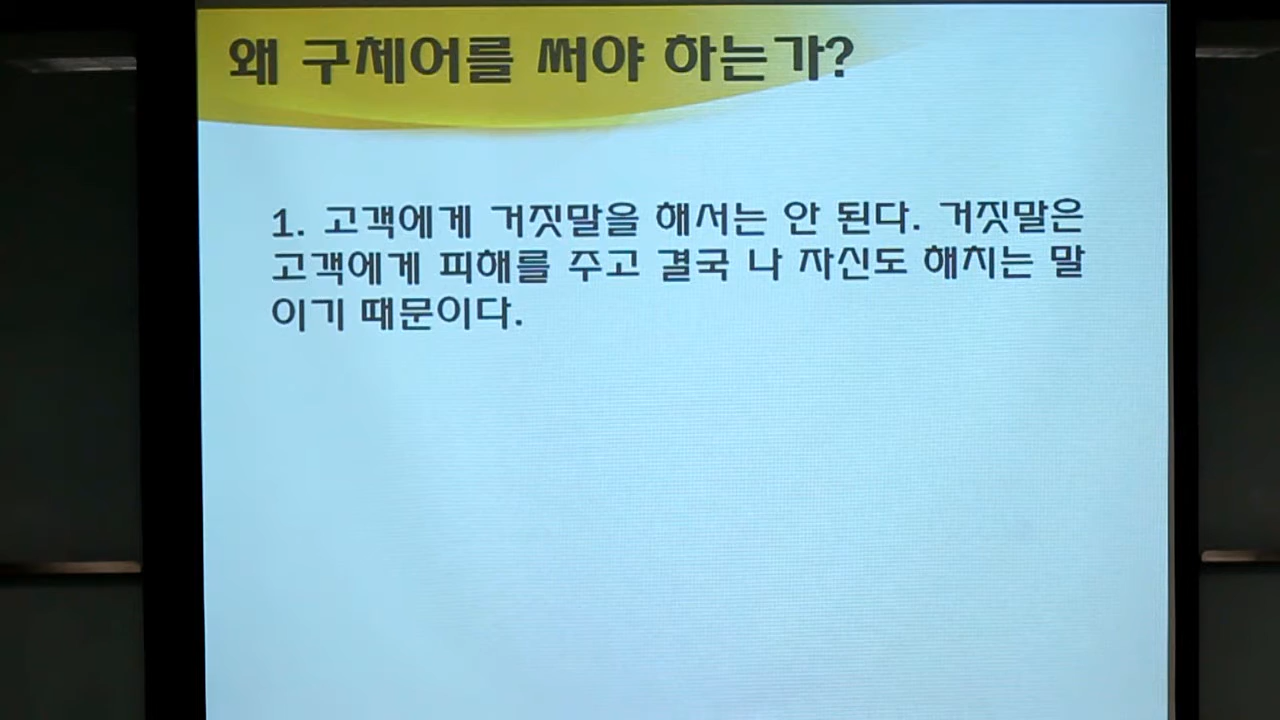 왜 구체어를 써야 하는가?
1. 고객에게 거짓말을 해서는 안 된다. 거짓말은
고객에게 피해를 주고 결국 나 자신도 해치는 말
이기 때문이다.